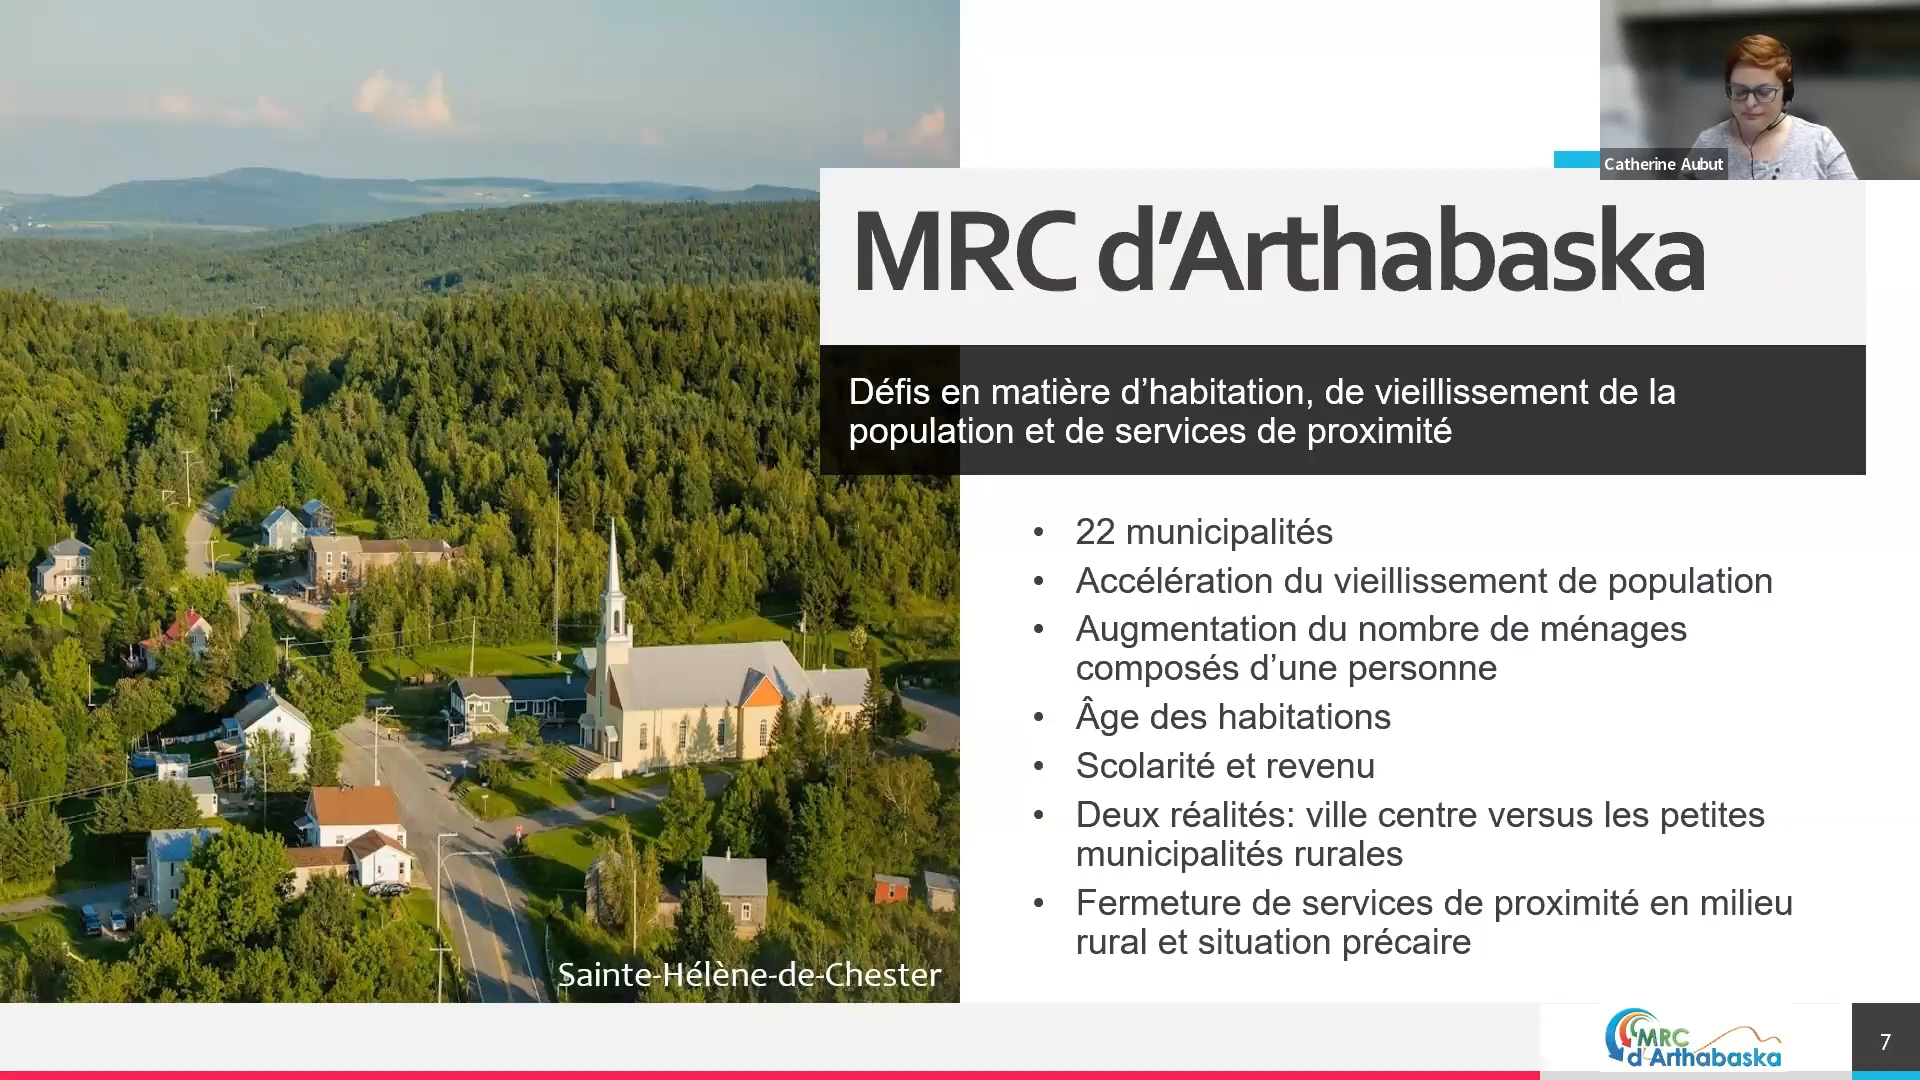 Catherine Aubut
MRC d’Arthabaska
Défis en matière d’habitation, de vieillissement de la
population et de services de proximité
• 22 municipalités
• Accélération du vieillissement de population
• Augmentation du nombre de ménages
composés d’une personne
• Âge des habitations
• Scolarité et revenu
• Deux réalités: ville centre versus les petites
municipalités rurales
• Fermeture de services de proximité en milieu
rural et situation précaire
Sainte-Hélène-de-Chester
MRC
d’Arthabaska
7